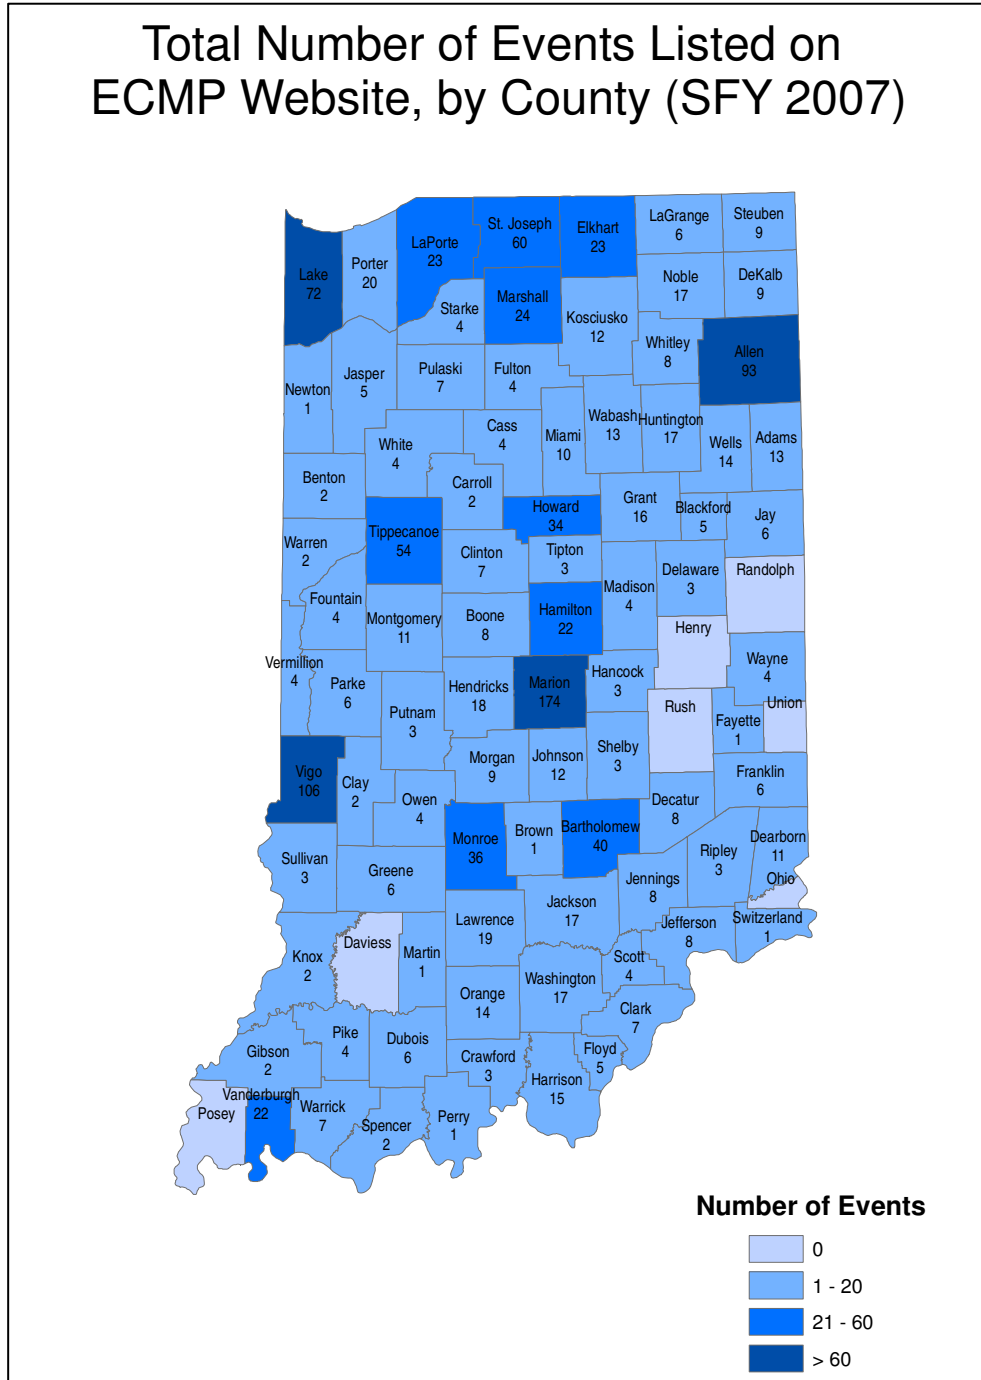 Total Number of Events Listed on
ECMP Website, by County (SFY 2007)
LaGrange
6
Steuben
9
St. Joseph
60
Elkhart
23
LaPorte
23
Lake
72
Porter
20
Noble
17
DeKalb
9
Marshall
24
Starke
4
Kosciusko
12
Whitley
8
Allen
93
Newton
1
Jasper
5
Pulaski
7
Fulton
4
Wabash
13
Huntington
17
Cass
4
Miami
10
Wells
14
Adams
13
White
4
Benton
2
Carroll
2
Grant
16
Blackford
5
Howard
34
Jay
6
Tippecanoe
54
Warren
2
Clinton
7
Tipton
3
Madison
4
Delaware
3
Randolph
Fountain
4
Montgomery
11
Boone
8
Hamilton
22
Henry
Vermillion
4
Parke
6
Hendricks
18
Marion
174
Hancock
3
Wayne
4
Putnam
3
Rush
Fayette
1
Union
Vigo
106
Clay
2
Morgan
9
Johnson
12
Shelby
3
Franklin
6
Owen
4
Decatur
8
Monroe
36
Brown
1
Bartholomew
40
Ripley
3
Dearborn
11
Sullivan
3
Greene
6
Jennings
8
Ohio
Jackson
17
Lawrence
19
Jefferson
8
Switzerland
1
Knox
2
Daviess
Martin
1
Scott
4
Washington
17
Orange
14
Clark
7
Pike
4
Dubois
6
Gibson
2
Crawford
3
Floyd
5
Harrison
15
Posey
Vanderburgh
22
Warrick
7
Spencer
2
Perry
1
Number of Events
0
1 - 20
21 - 60
> 60